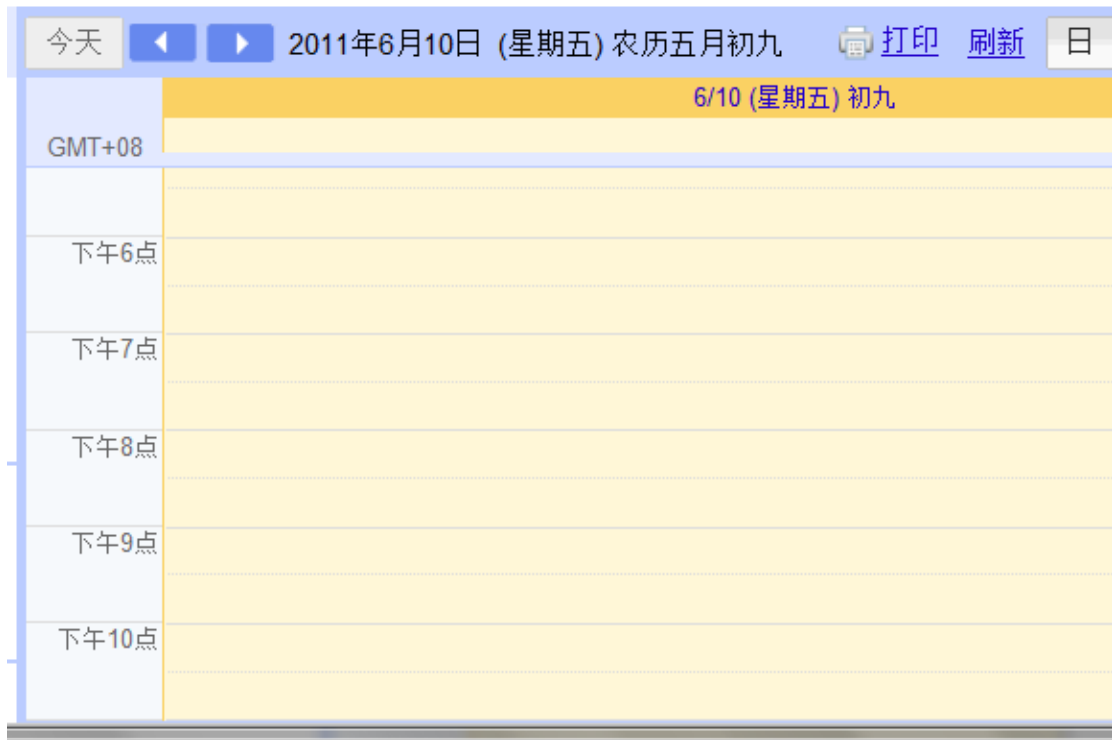 今天 2011年6月10日 (星期五) 农历五月初九 打印 刷新 日
6/10 (星期五) 初九
GMT+08
下午6点
下午7点
下午8点
下午9点
下午10点